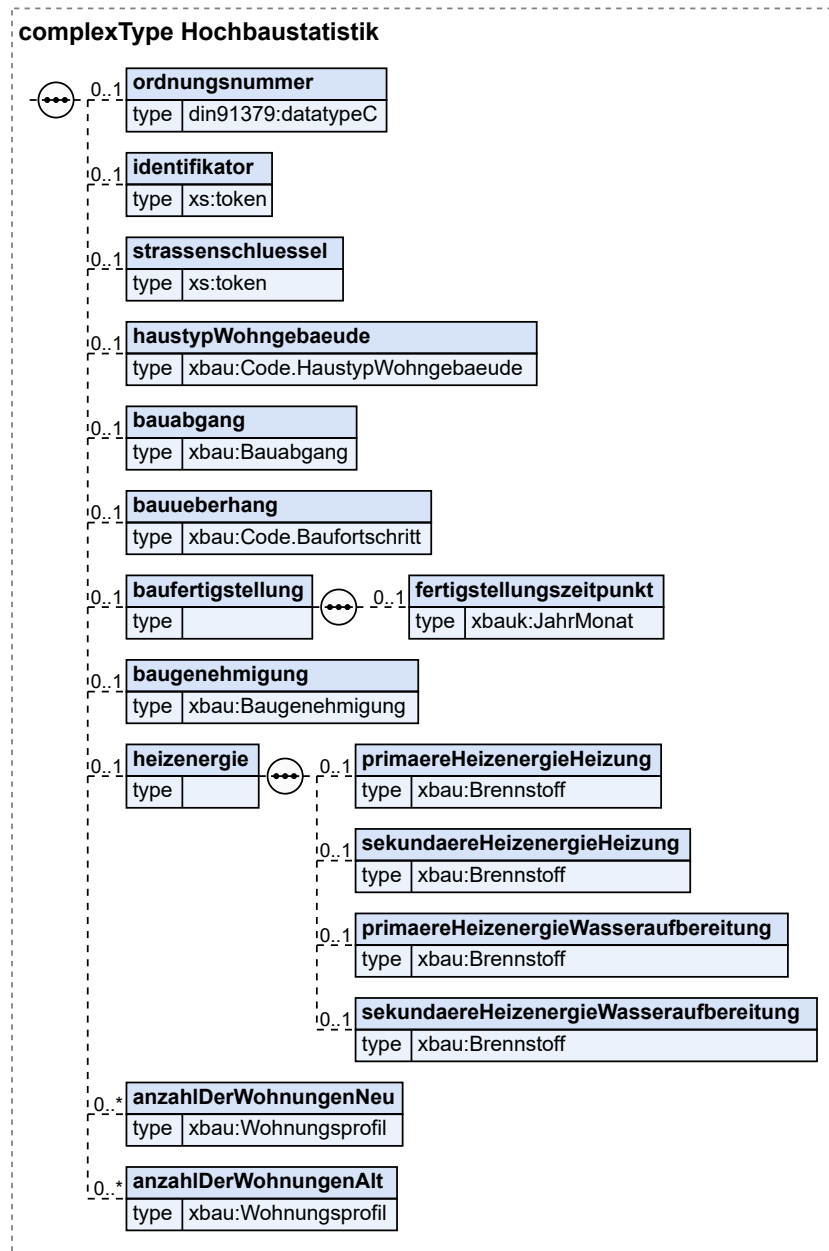 complexType Hochbaustatistik
0..1 ordnungsnummer
type din91379:datatypeC
0..1 identifikator
type xs:token
0..1 strassenschluessel
type xs:token
0..1 haustypWohngebaeude
type xbau:Code.HaustypWohngebaeude
0..1 bauabgang
type xbau:Bauabgang
0..1 bauueberhang
type xbau:Code.Baufortschritt
0..1 baufertigstellung 0..1 fertigstellungszeitpunkt
type type xbauk:JahrMonat
0..1 baugenehmigung
type xbau:Baugenehmigung
0..1 heizenergie 0..1 primaereHeizenergieHeizung
type type xbau:Brennstoff
0..1 sekundaereHeizenergieHeizung
type xbau:Brennstoff
0..1 primaereHeizenergieWasseraufbereitung
type xbau:Brennstoff
0..1 sekundaereHeizenergieWasseraufbereitung
type xbau:Brennstoff
0..* anzahlDerWohnungenNeu
type xbau:Wohnungsprofil
0..* anzahlDerWohnungenAlt
type xbau:Wohnungsprofil